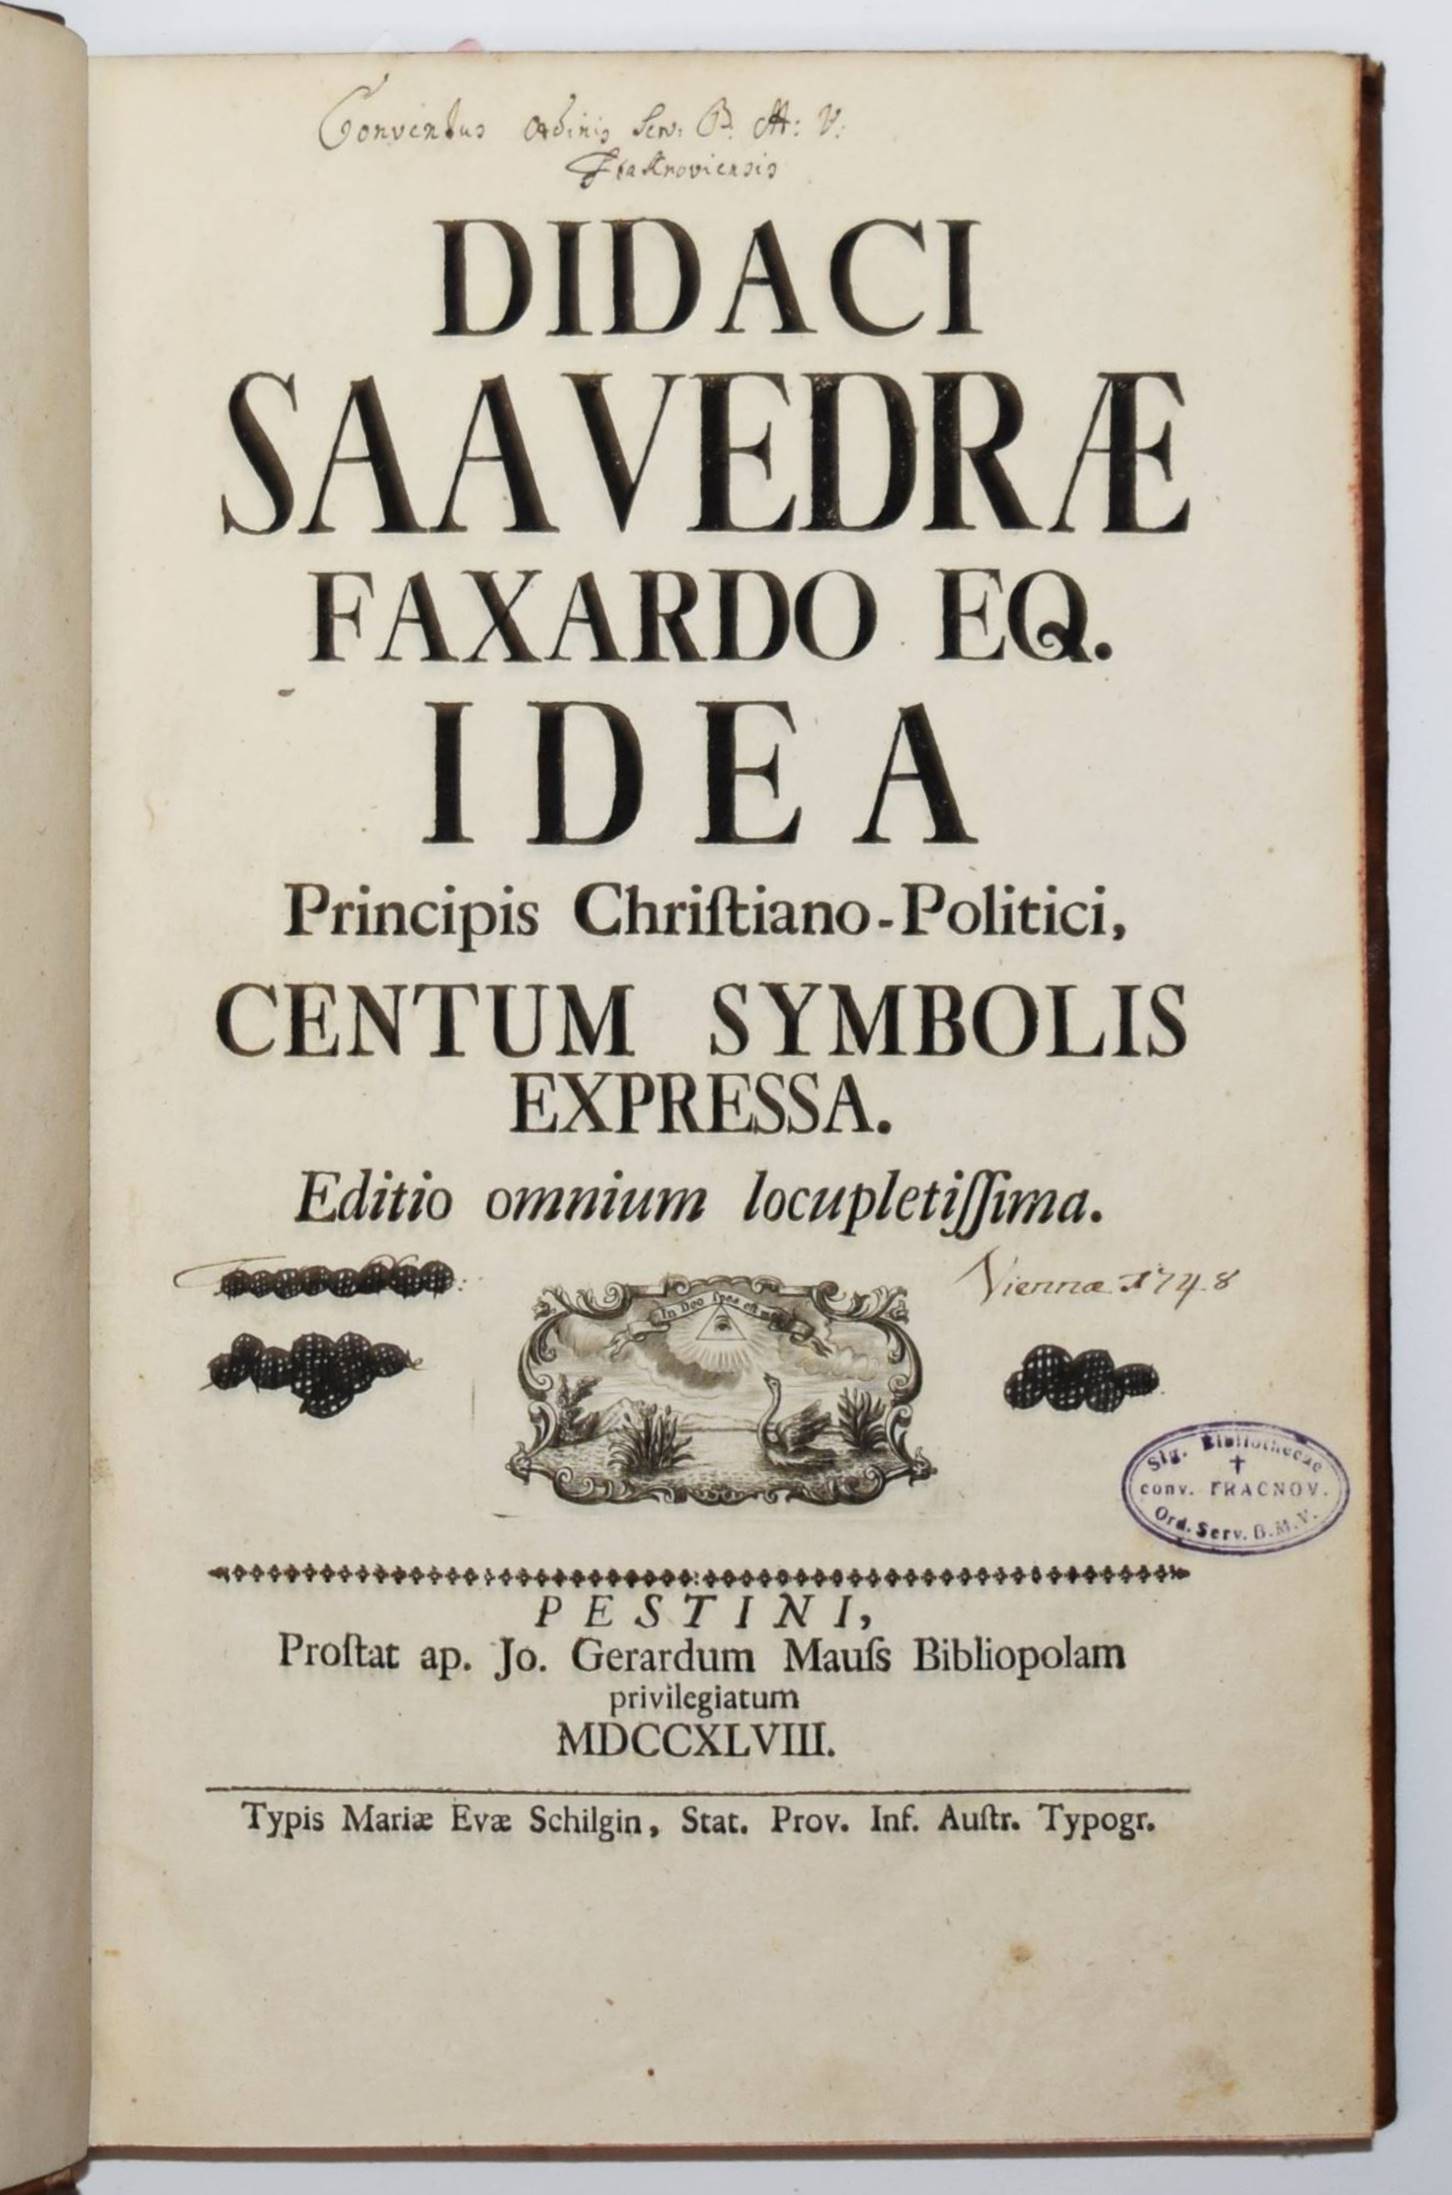 Conventus Ordinis Serv: B. M: V:
DIDACI
SAAVEDRÆ
FAXARDO EQ.
IDEA
Principis Chriſtiano-Politici,
CENTUM SYMBOLIS
EXPRESSA.
Editio omnium locupletiſſima.
Viennæ 1748
In Deo spes est
PESTINI,
Proſtat ap. Jo. Gerardum Mauſs Bibliopolam
privilegiatum
MDCCXLVIII.
Typis Mariæ Evæ Schilgin, Stat. Prov. Inf. Auſtr. Typogr.
Sig. Bibliothecae
conv. FRACNOV.
Ord. Serv. B.M.V.